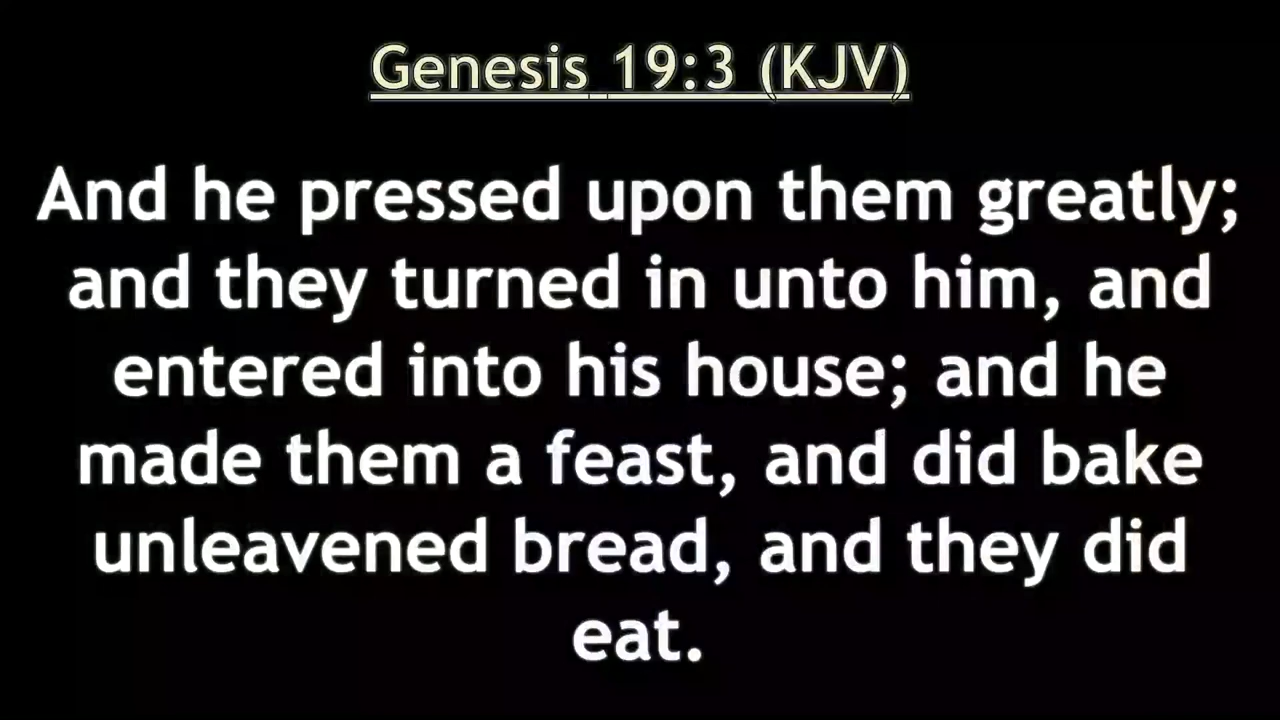 Genesis 19:3 (KJV)
And he pressed upon them greatly;
and they turned in unto him, and
entered into his house; and he
made them a feast, and did bake
unleavened bread, and they did
eat.